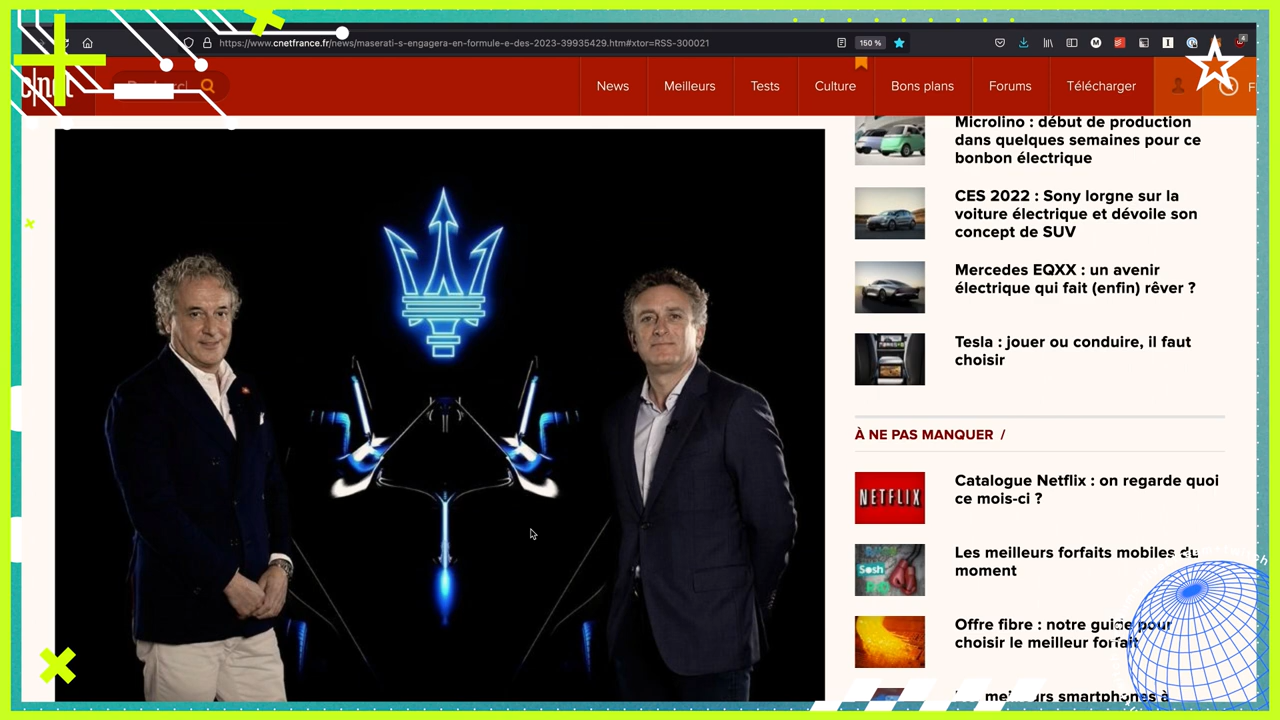 https://www.cnetfrance.fr/news/maserati-s-engagera-en-formule-e-des-2023-39935429.htm#xtor=RSS-300021
150 %
4
cnet
News
Meilleurs
Tests
Culture
Bons plans
Forums
Télécharger
Microlino : début de production
dans quelques semaines pour ce
bonbon électrique
CES 2022 : Sony lorgne sur la
voiture électrique et dévoile son
concept de SUV
Mercedes EQXX : un avenir
électrique qui fait (enfin) rêver ?
Tesla : jouer ou conduire, il faut
choisir
À NE PAS MANQUER /
NETFLIX
Catalogue Netflix : on regarde quoi
ce mois-ci ?
Sosh
Les meilleurs forfaits mobiles du
moment
Offre fibre : notre guide pour
choisir le meilleur forfait
smartphones à